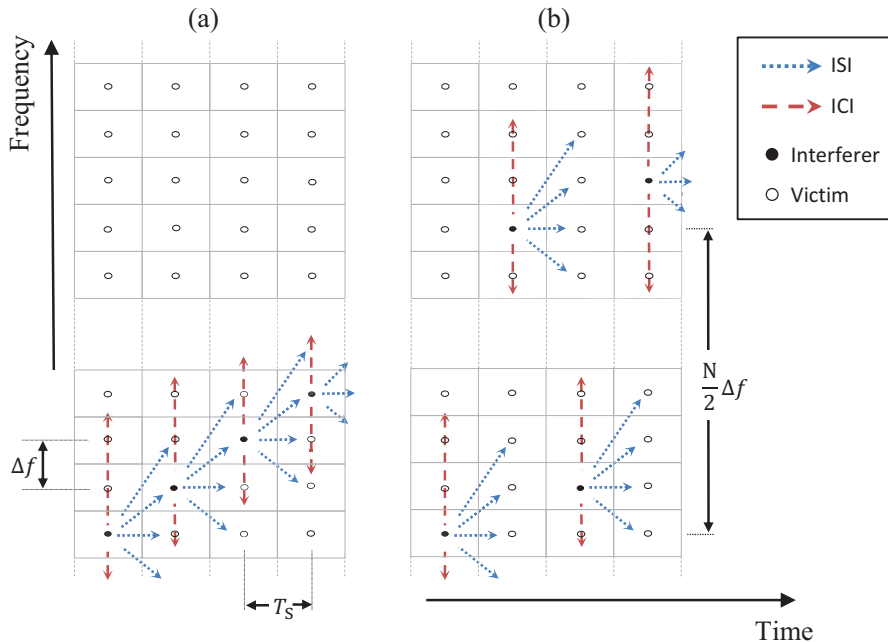 (a)
(b)
Frequency
ISI
ICI
Interferer
Victim
N/2 Δf
Δf
T_S
Time